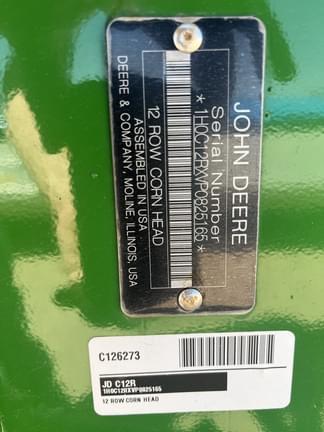 JOHN DEERE
Serial Number
*1H0C12RXVP0825165*
12 ROW CORN HEAD
ASSEMBLED IN USA
DEERE & COMPANY, MOLINE, ILLINOIS, USA
C126273
JD C12R
1H0C12RXVP0825165
12 ROW CORN HEAD